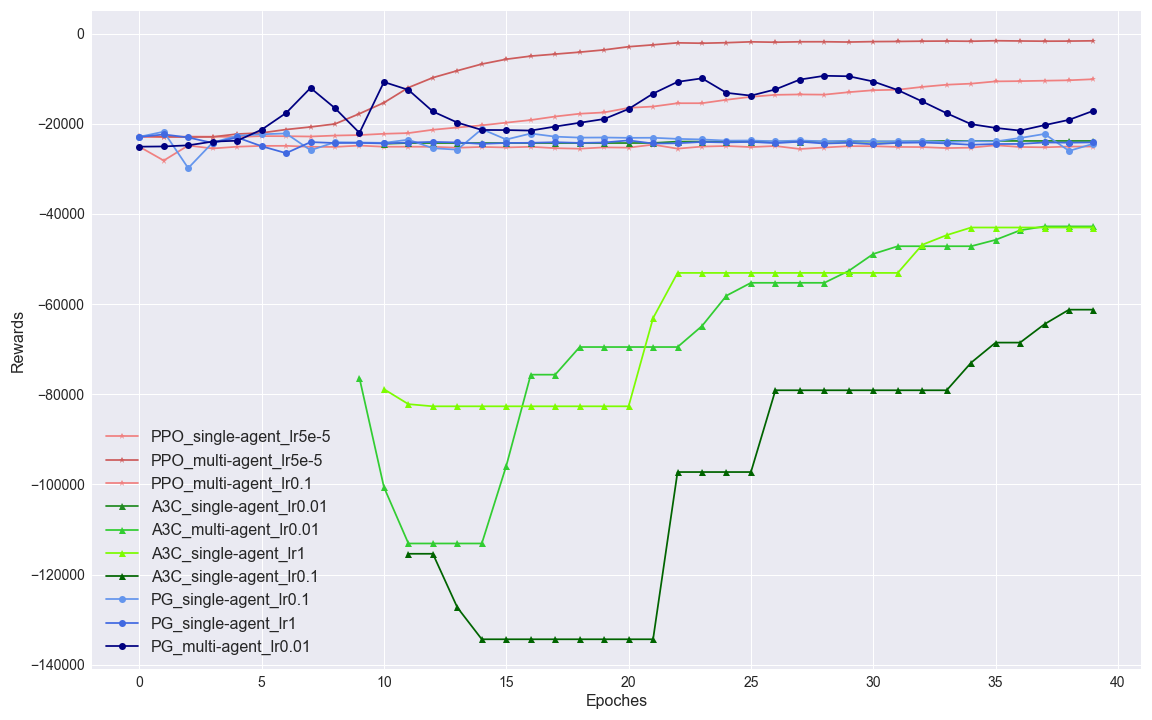 0
−20000
−40000
−60000
−80000
−100000
−120000
−140000
Rewards
PPO_single-agent_lr5e-5
PPO_multi-agent_lr5e-5
PPO_multi-agent_lr0.1
A3C_single-agent_lr0.01
A3C_multi-agent_lr0.01
A3C_single-agent_lr1
A3C_single-agent_lr0.1
PG_single-agent_lr0.1
PG_single-agent_lr1
PG_multi-agent_lr0.01
0 5 10 15 20 25 30 35 40
Epoches